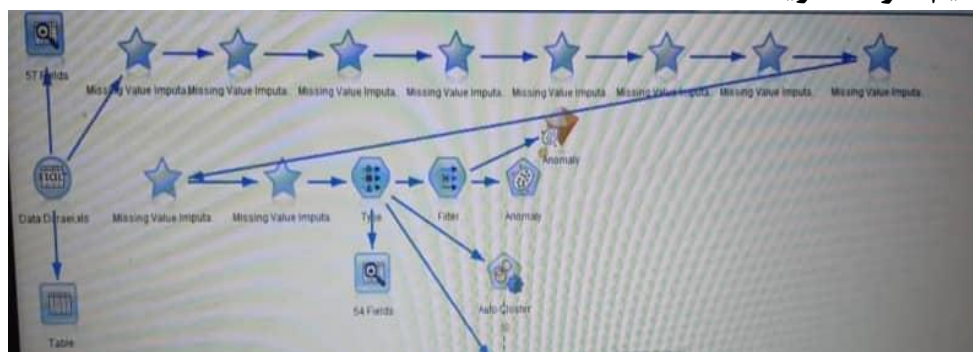 57 Fields
Missing Value Imputa. Missing Value Imputa. Missing Value Imputa. Missing Value Imputa. Missing Value Imputa. Missing Value Imputa. Missing Value Imputa. Missing Value Imputa.
Anomaly
Missing Value Imputa. Missing Value Imputa. Type Filter Anomaly
54 Fields Auto Cluster
Table